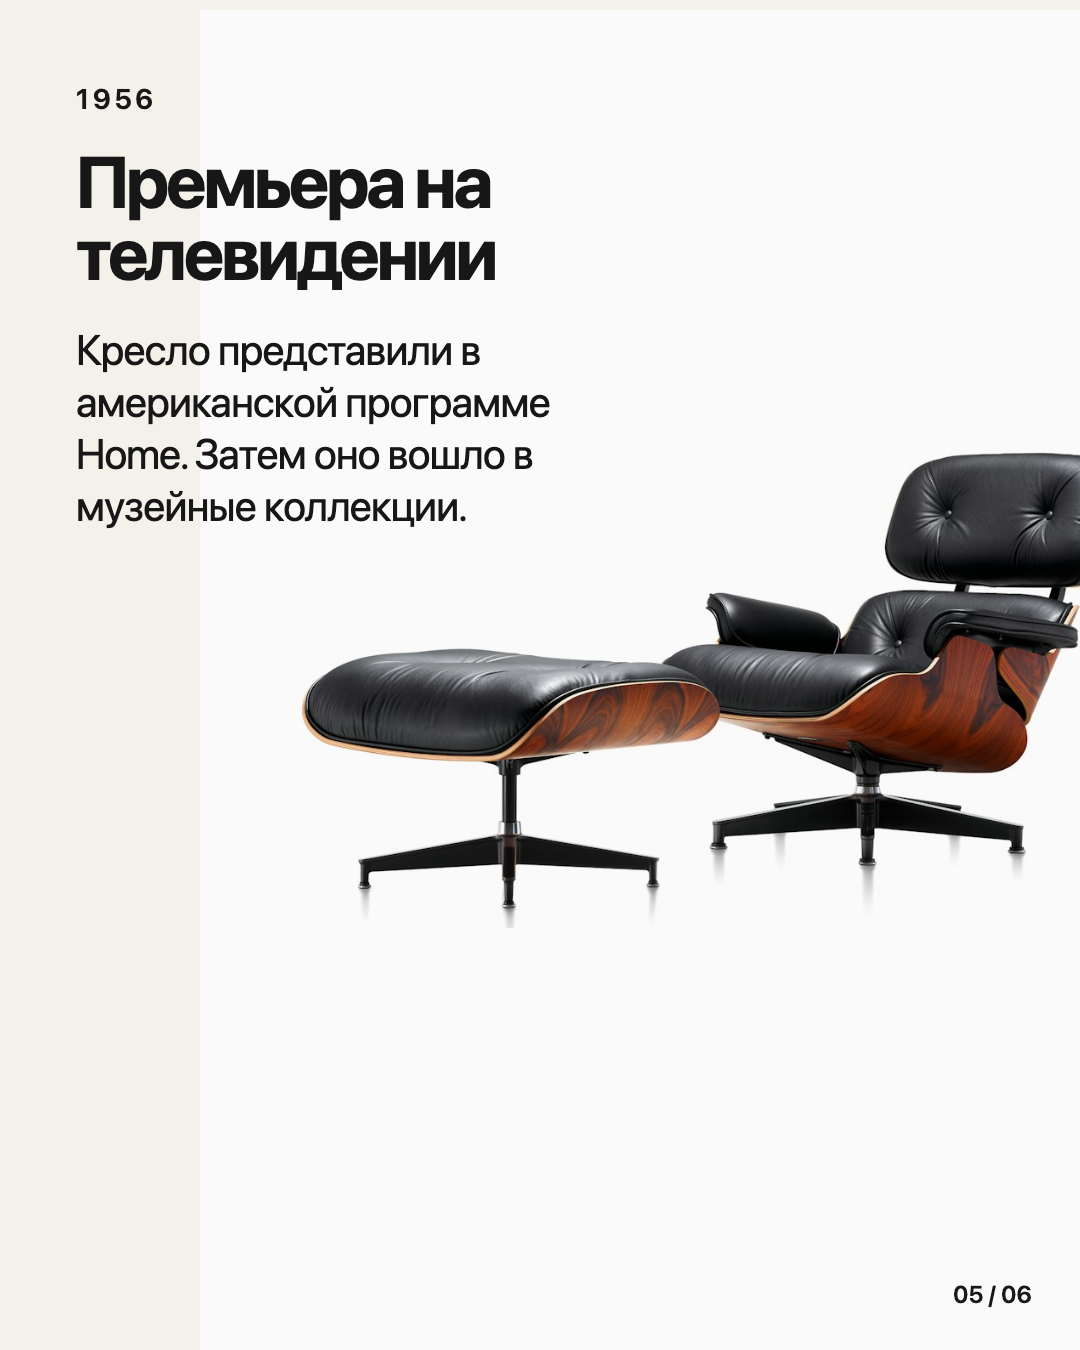 1956
Премьера на
телевидении
Кресло представили в
американской программе
Home. Затем оно вошло в
музейные коллекции.
05 / 06